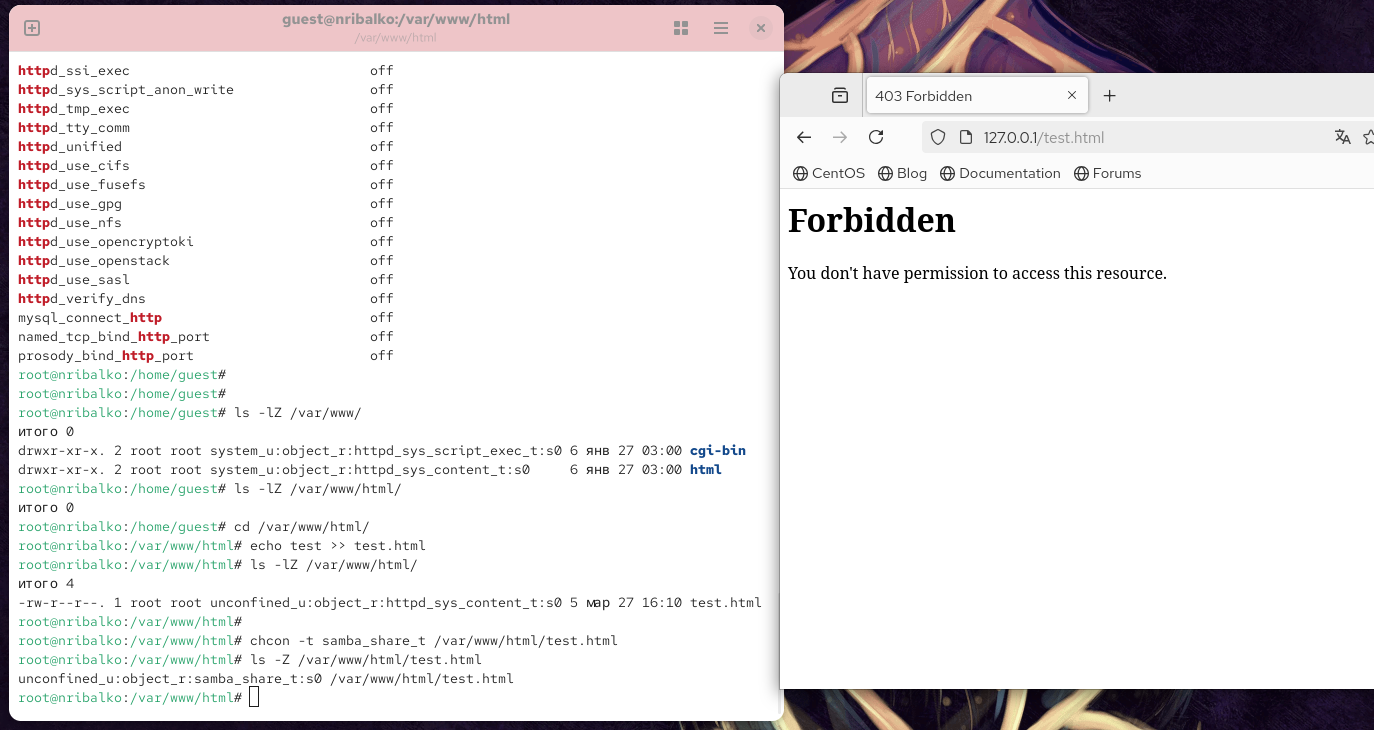 guest@nribalko:/var/www/html
/var/www/html
httpd_ssi_exec off
httpd_sys_script_anon_write off
httpd_tmp_exec off
httpd_tty_comm off
httpd_unified off
httpd_use_cifs off
httpd_use_fusefs off
httpd_use_gpg off
httpd_use_nfs off
httpd_use_opencryptoki off
httpd_use_openstack off
httpd_use_sasl off
httpd_verify_dns off
mysql_connect_http off
named_tcp_bind_http_port off
prosody_bind_http_port off
root@nribalko:/home/guest#
root@nribalko:/home/guest#
root@nribalko:/home/guest# ls -lZ /var/www/
итого 0
drwxr-xr-x. 2 root root system_u:object_r:httpd_sys_script_exec_t:s0 6 янв 27 03:00 cgi-bin
drwxr-xr-x. 2 root root system_u:object_r:httpd_sys_content_t:s0 6 янв 27 03:00 html
root@nribalko:/home/guest# ls -lZ /var/www/html/
итого 0
root@nribalko:/home/guest# cd /var/www/html/
root@nribalko:/var/www/html# echo test >> test.html
root@nribalko:/var/www/html# ls -lZ /var/www/html/
итого 4
-rw-r--r--. 1 root root unconfined_u:object_r:httpd_sys_content_t:s0 5 мар 27 16:10 test.html
root@nribalko:/var/www/html#
root@nribalko:/var/www/html# chcon -t samba_share_t /var/www/html/test.html
root@nribalko:/var/www/html# ls -Z /var/www/html/test.html
unconfined_u:object_r:samba_share_t:s0 /var/www/html/test.html
root@nribalko:/var/www/html#
403 Forbidden
127.0.0.1/test.html
CentOS Blog Documentation Forums
Forbidden
You don't have permission to access this resource.